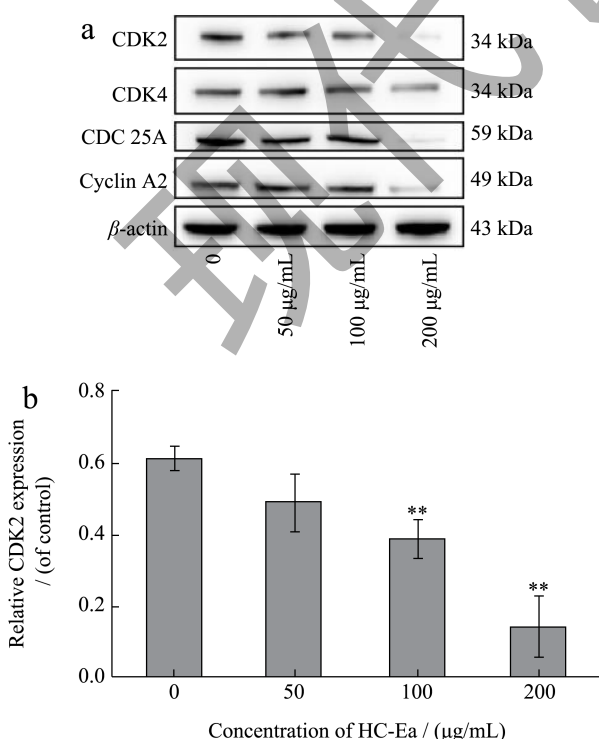 a
CDK2 34 kDa
CDK4 34 kDa
CDC 25A 59 kDa
Cyclin A2 49 kDa
β-actin 43 kDa
0 50 μg/mL 100 μg/mL 200 μg/mL
b
Relative CDK2 expression
/ (of control)
0.8
0.6
0.4
0.2
0.0
**
**
0 50 100 200
Concentration of HC-Ea / (μg/mL)